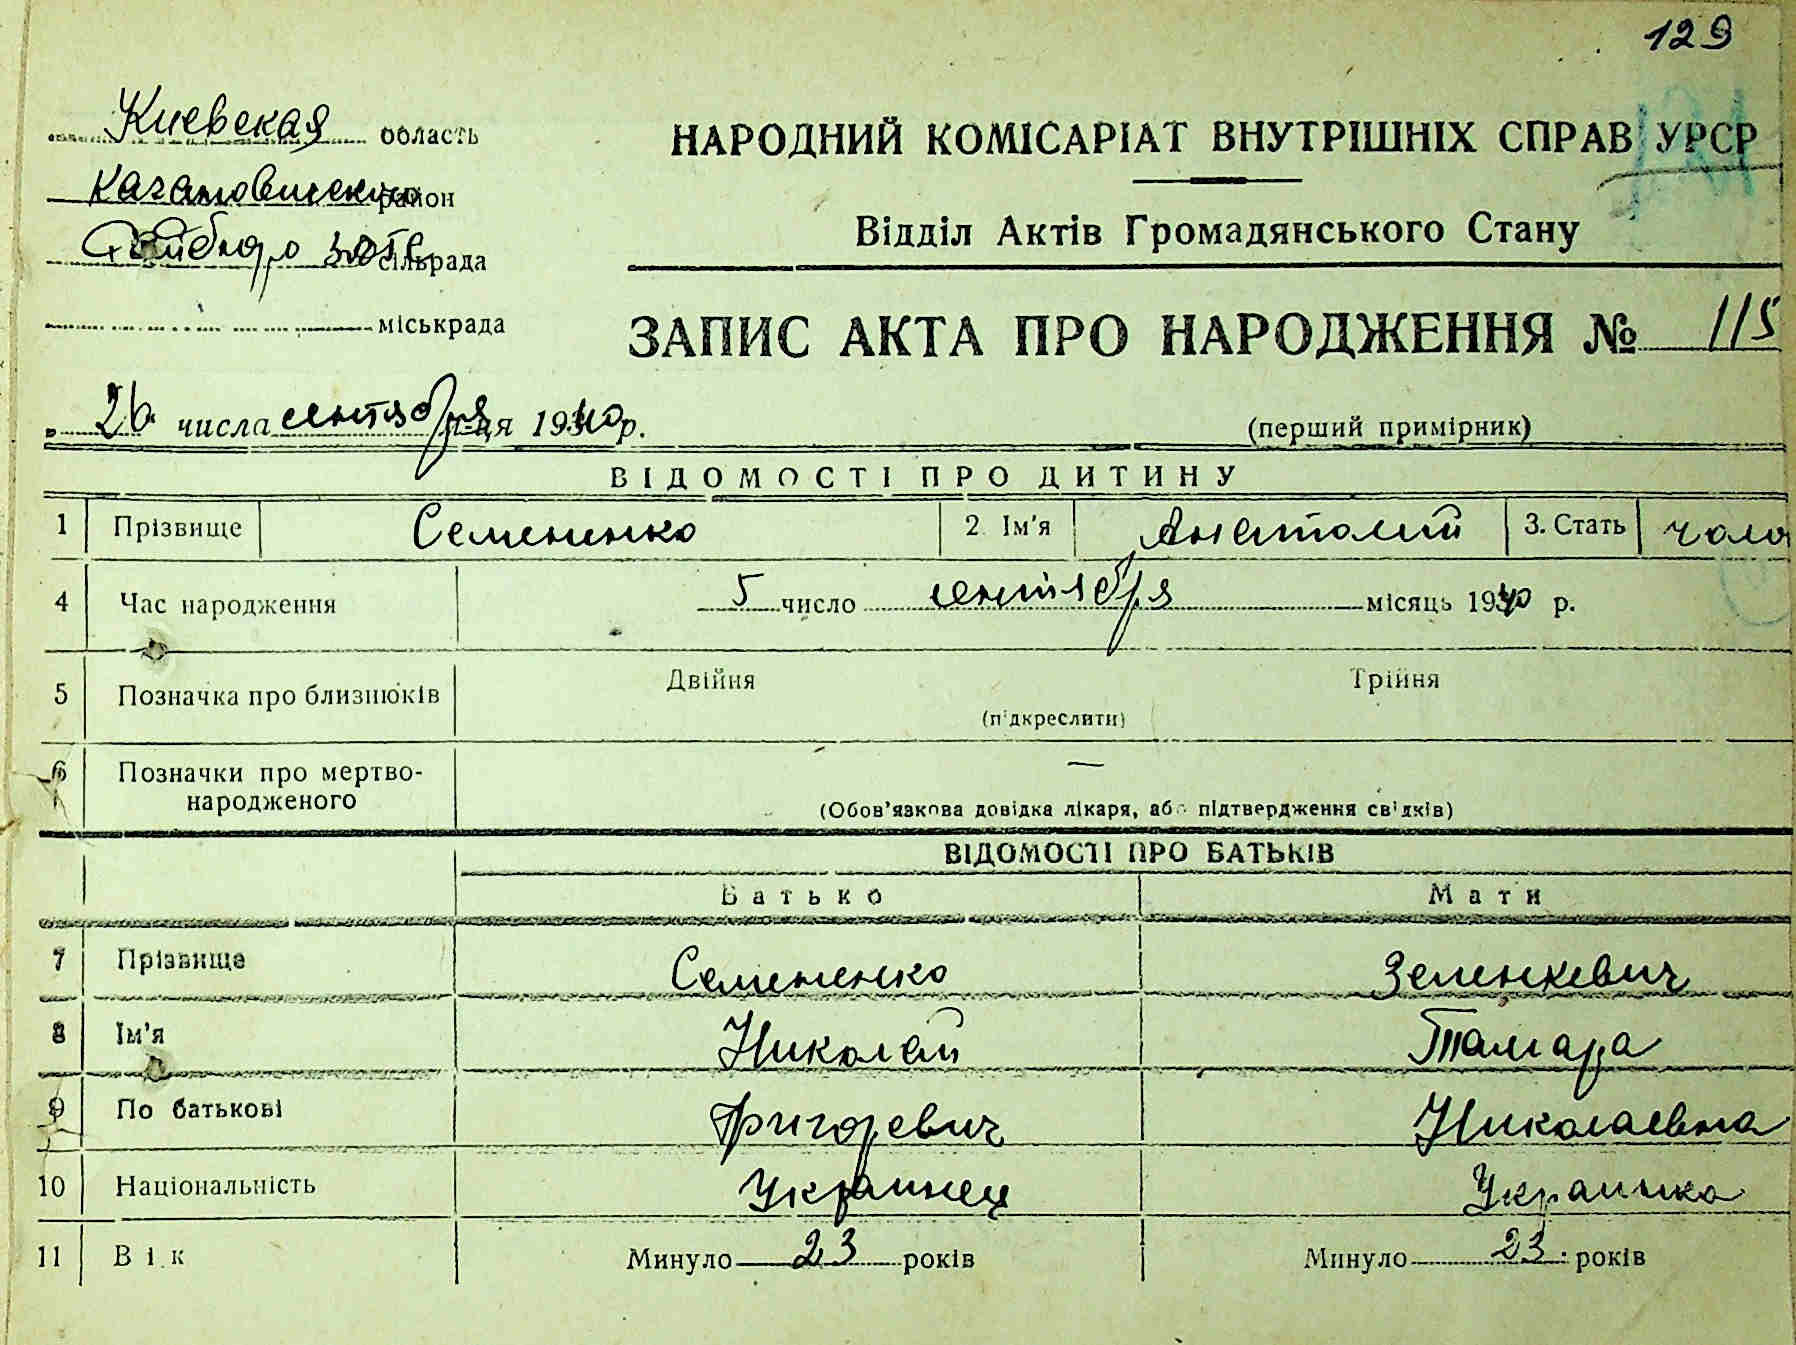 129
Киевская область
Кагановический район
Райбюро ЗАГС сільрада
міськрада
НАРОДНИЙ КОМІСАРІАТ ВНУТРІШНІХ СПРАВ УРСР
Відділ Актів Громадянського Стану
ЗАПИС АКТА ПРО НАРОДЖЕННЯ № 115
26 числа сентября м-ця 1940 р.
(перший примірник)
ВІДОМОСТІ ПРО ДИТИНУ
1 Прізвище Семененко 2. Ім'я Анатолий 3. Стать чола
4 Час народження 5 число сентября місяць 1940 р.
5 Позначка про близнюків Двійня Трійня
(підкреслити)
6 Позначки про мертво-
народженого —
(Обов'язкова довідка лікаря, або підтвердження свідків)
ВІДОМОСТІ ПРО БАТЬКІВ
Батько Мати
7 Прізвище Семененко Зеленкевич
8 Ім'я Николай Тамара
9 По батькові Григоревич Николаевна
10 Національність Украинец Украинка
11 Вік Минуло 23 років Минуло 23 років